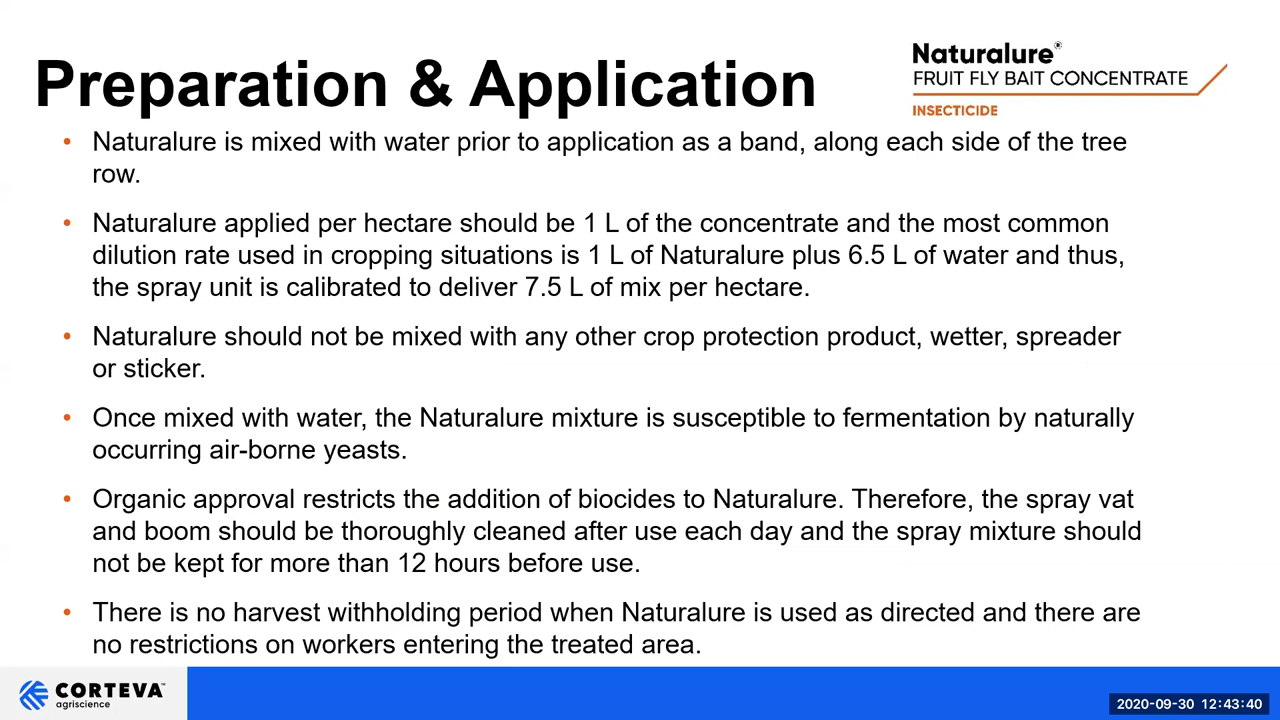 Preparation & Application
Naturalure®
FRUIT FLY BAIT CONCENTRATE
INSECTICIDE
• Naturalure is mixed with water prior to application as a band, along each side of the tree
row.
• Naturalure applied per hectare should be 1 L of the concentrate and the most common
dilution rate used in cropping situations is 1 L of Naturalure plus 6.5 L of water and thus,
the spray unit is calibrated to deliver 7.5 L of mix per hectare.
• Naturalure should not be mixed with any other crop protection product, wetter, spreader
or sticker.
• Once mixed with water, the Naturalure mixture is susceptible to fermentation by naturally
occurring air-borne yeasts.
• Organic approval restricts the addition of biocides to Naturalure. Therefore, the spray vat
and boom should be thoroughly cleaned after use each day and the spray mixture should
not be kept for more than 12 hours before use.
• There is no harvest withholding period when Naturalure is used as directed and there are
no restrictions on workers entering the treated area.
CORTEVA™
agriscience
2020-09-30 12:43:40